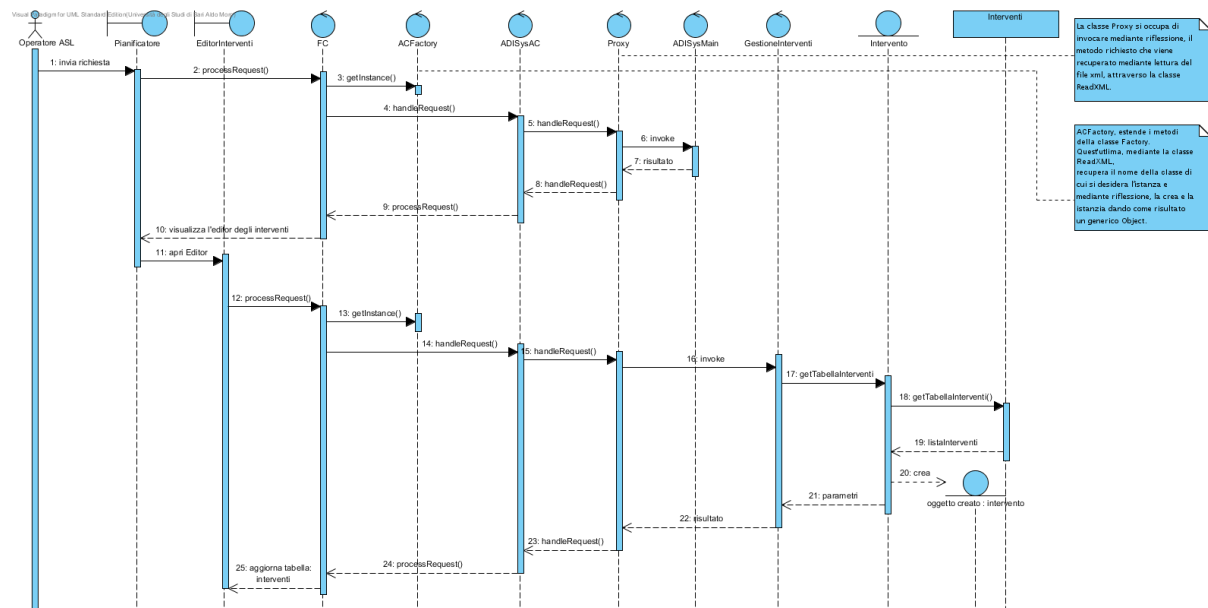 Visual Paradigm for UML Standard Edition(Università degli Studi di Bari Aldo Moro)
Operatore ASL
Pianificatore
EditorInterventi
FC
ACFactory
ADISysAC
Proxy
ADISysMain
GestioneInterventi
Intervento
Interventi
La classe Proxy si occupa di
invocare mediante riflessione, il
metodo richiesto che viene
recuperato mediante lettura del
file xml, attraverso la classe
ReadXML.
1: invia richiesta
2: processRequest()
3: getInstance()
4: handleRequest()
5: handleRequest()
6: invoke
7: risultato
8: handleRequest()
9: processRequest()
10: visualizza l'editor degli interventi
11: apri Editor
ACFactory, estende i metodi
della classe Factory.
Quest'utlima, mediante la classe
ReadXML,
recupera il nome della classe di
cui si desidera l'istanza e
mediante riflessione, la crea e la
istanzia dando come risultato
un generico Object.
12: processRequest()
13: getInstance()
14: handleRequest()
15: handleRequest()
16: invoke
17: getTabellaInterventi
18: getTabellaInterventi()
19: listaInterventi
20: crea
oggetto creato : intervento
21: parametri
22: risultato
23: handleRequest()
24: processRequest()
25: aggiorna tabella:
interventi